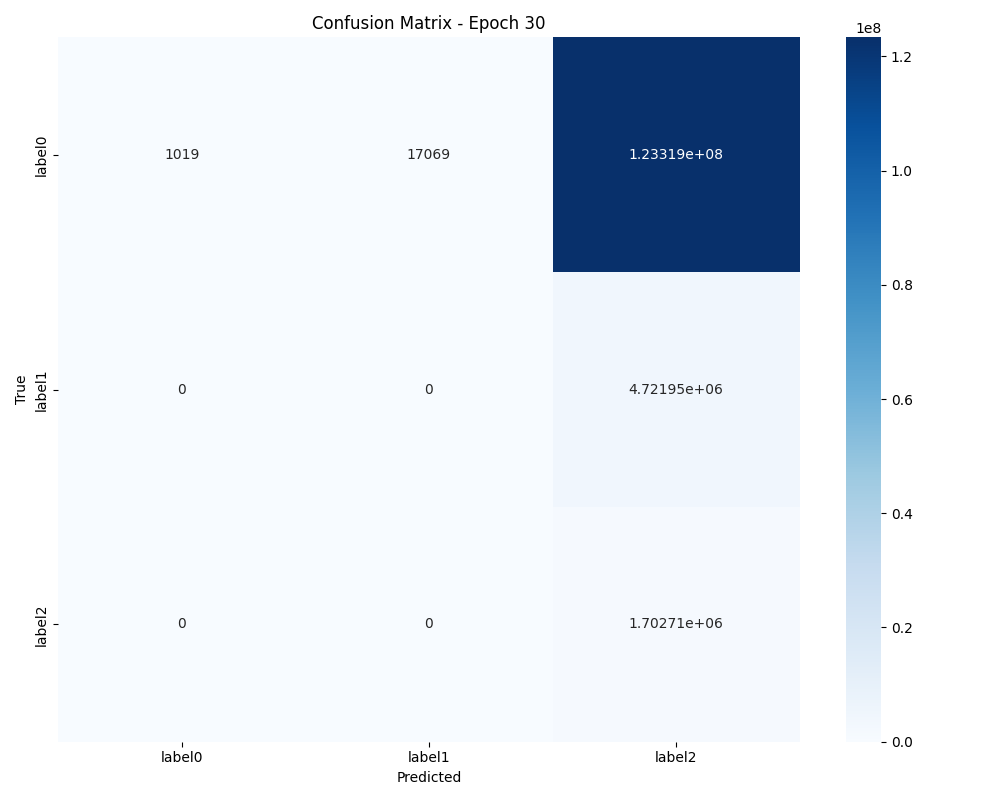 Confusion Matrix - Epoch 30
1e8
label0
1019
17069
1.23319e+08
label1
0
0
4.72195e+06
label2
0
0
1.70271e+06
True
label0
label1
label2
Predicted
1.2
1.0
0.8
0.6
0.4
0.2
0.0